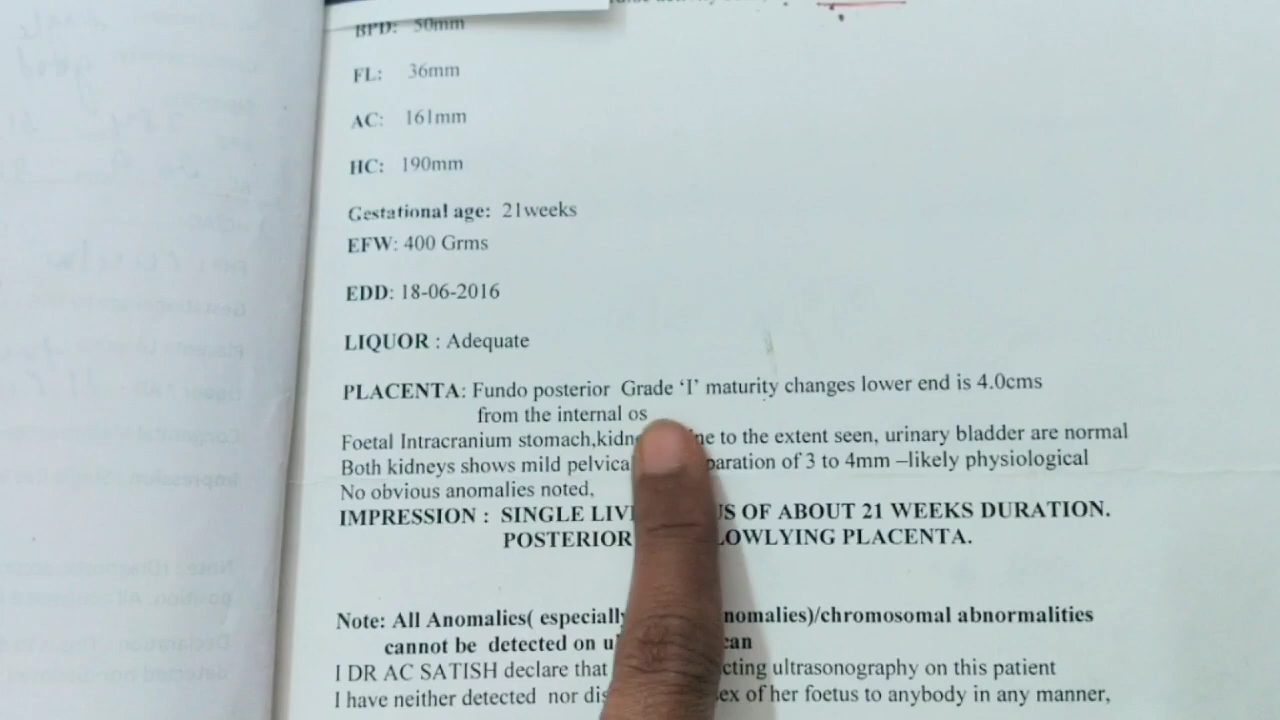 BPD: 50mm
FL: 36mm
AC: 161mm
HC: 190mm
Gestational age: 21weeks
EFW: 400 Grms
EDD: 18-06-2016
LIQUOR : Adequate
PLACENTA: Fundo posterior Grade ‘I’ maturity changes lower end is 4.0cms
from the internal os
Foetal Intracranium stomach,kidn ne to the extent seen, urinary bladder are normal
Both kidneys shows mild pelvica paration of 3 to 4mm –likely physiological
No obvious anomalies noted,
IMPRESSION : SINGLE LIV US OF ABOUT 21 WEEKS DURATION.
POSTERIOR LOWLYING PLACENTA.
Note: All Anomalies( especially nomalies)/chromosomal abnormalities
cannot be detected on u can
I DR AC SATISH declare that cting ultrasonography on this patient
I have neither detected nor dis ex of her foetus to anybody in any manner,